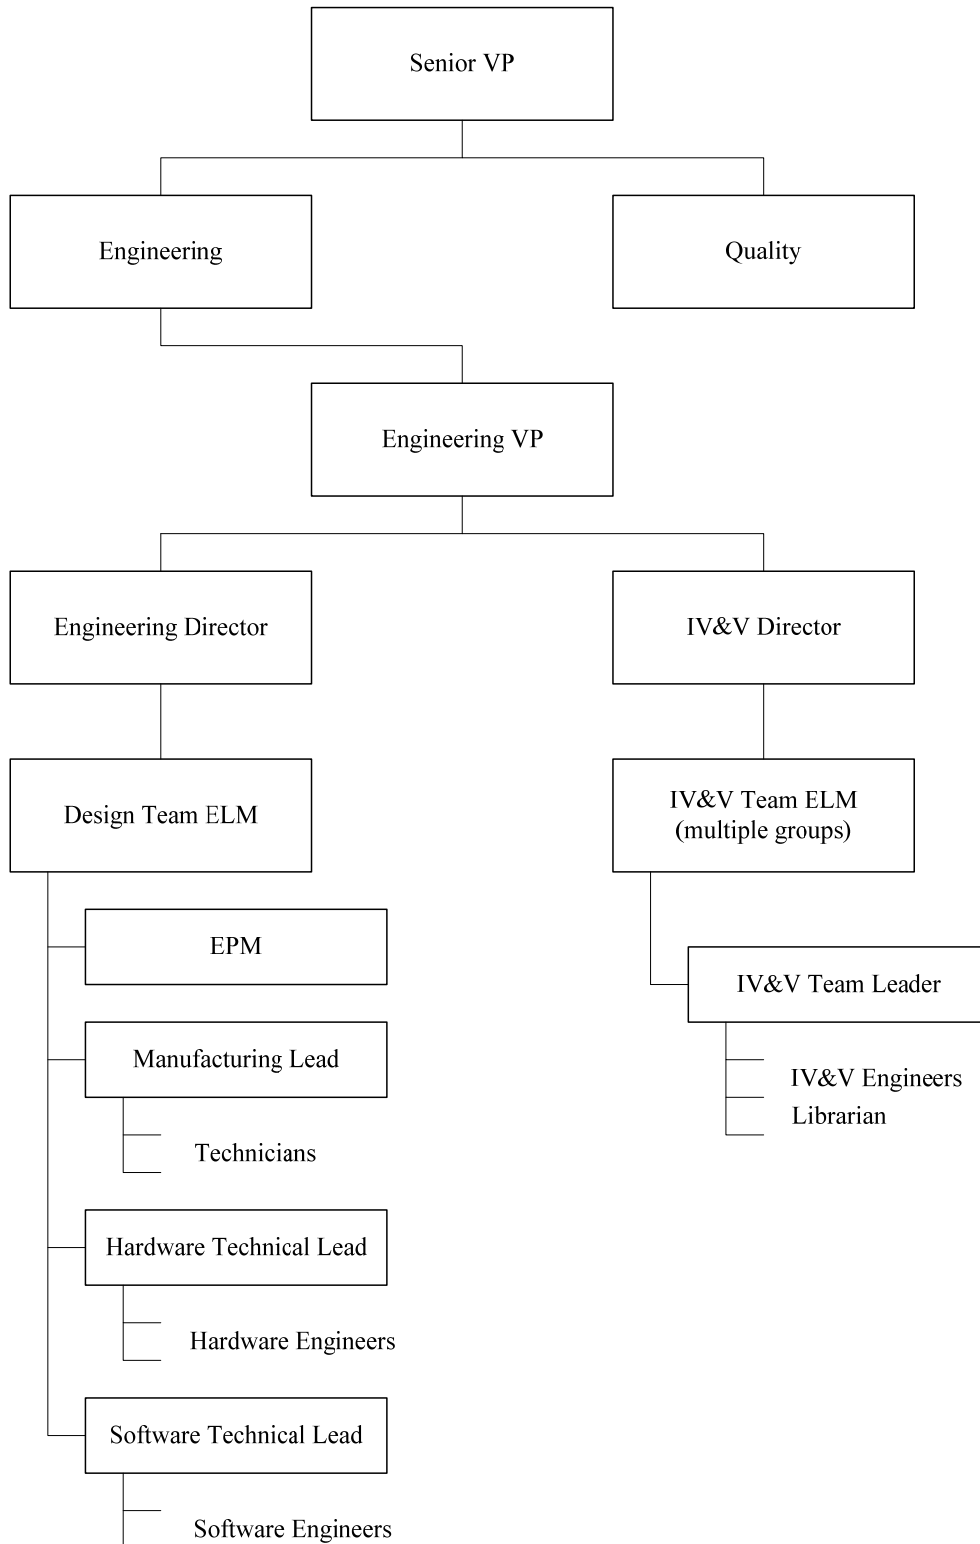 Senior VP
Engineering
Quality
Engineering VP
Engineering Director
IV&V Director
Design Team ELM
IV&V Team ELM
(multiple groups)
EPM
IV&V Team Leader
Manufacturing Lead
IV&V Engineers
Librarian
Technicians
Hardware Technical Lead
Hardware Engineers
Software Technical Lead
Software Engineers